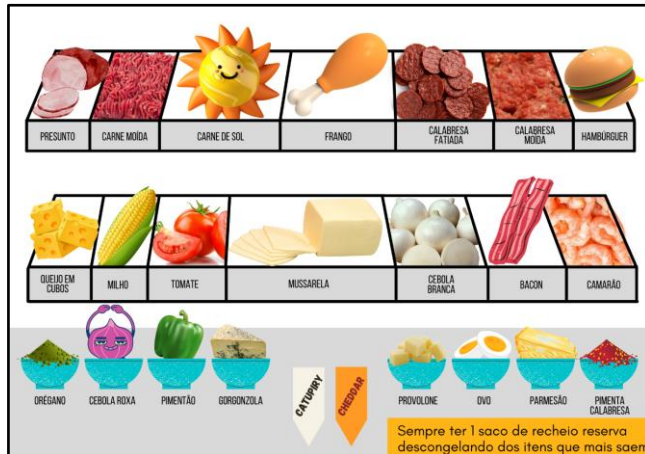 PRESUNTO
CARNE MOÍDA
CARNE DE SOL
FRANGO
CALABRESA
FATIADA
CALABRESA
MOÍDA
HAMBÚRGUER
QUEIJO EM
CUBOS
MILHO
TOMATE
MUSSARELA
CEBOLA
BRANCA
BACON
CAMARÃO
ORÉGANO
CEBOLA ROXA
PIMENTÃO
GORGONZOLA
CATUPIRY
CHEDDAR
PROVOLONE
OVO
PARMESÃO
PIMENTA
CALABRESA
Sempre ter 1 saco de recheio reserva
descongelando dos itens que mais saem